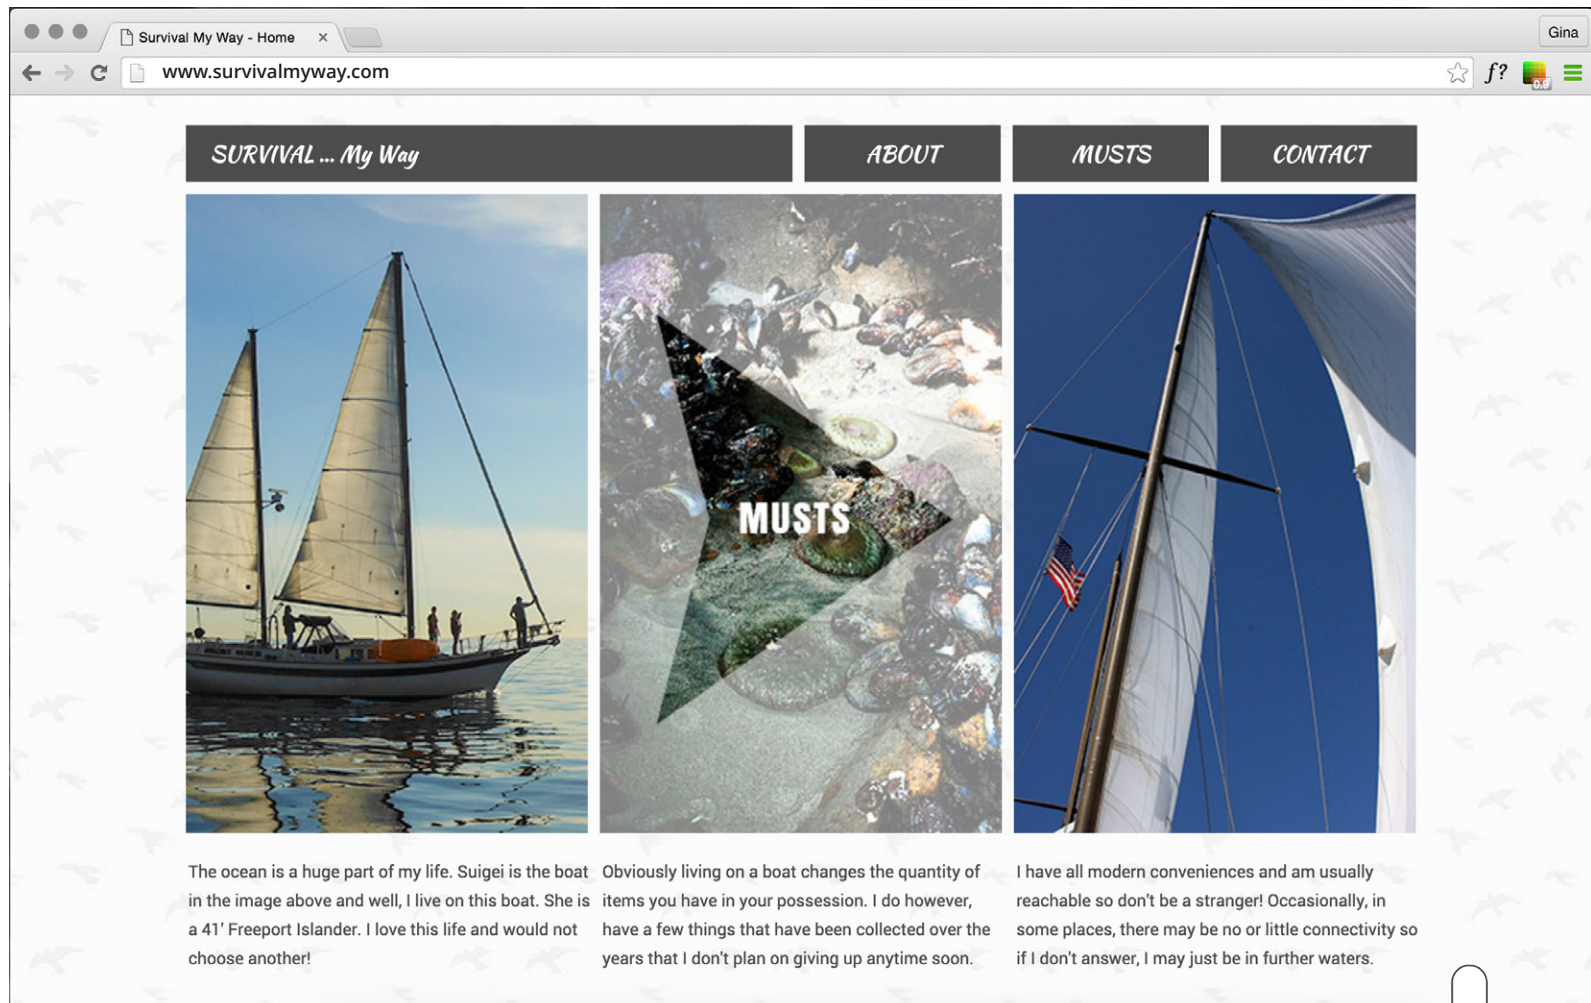 Survival My Way - Home
Gina
www.survivalmyway.com
f?
0.9
SURVIVAL ... My Way
ABOUT
MUSTS
CONTACT
MUSTS
The ocean is a huge part of my life. Suigei is the boat
in the image above and well, I live on this boat. She is
a 41' Freeport Islander. I love this life and would not
choose another!
Obviously living on a boat changes the quantity of
items you have in your possession. I do however,
have a few things that have been collected over the
years that I don't plan on giving up anytime soon.
I have all modern conveniences and am usually
reachable so don't be a stranger! Occasionally, in
some places, there may be no or little connectivity so
if I don't answer, I may just be in further waters.